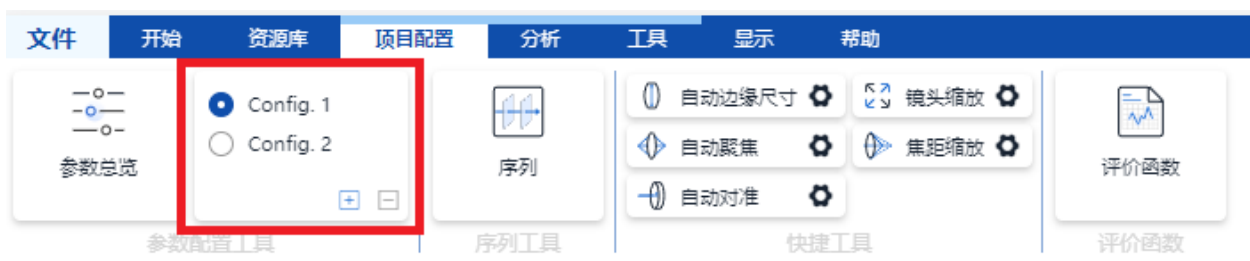 文件 开始 资源库 项目配置 分析 工具 显示 帮助
参数总览
Config. 1
Config. 2
参数配置工具
序列
序列工具
自动边缘尺寸
镜头缩放
自动聚焦
焦距缩放
自动对准
快捷工具
评价函数
评价函数